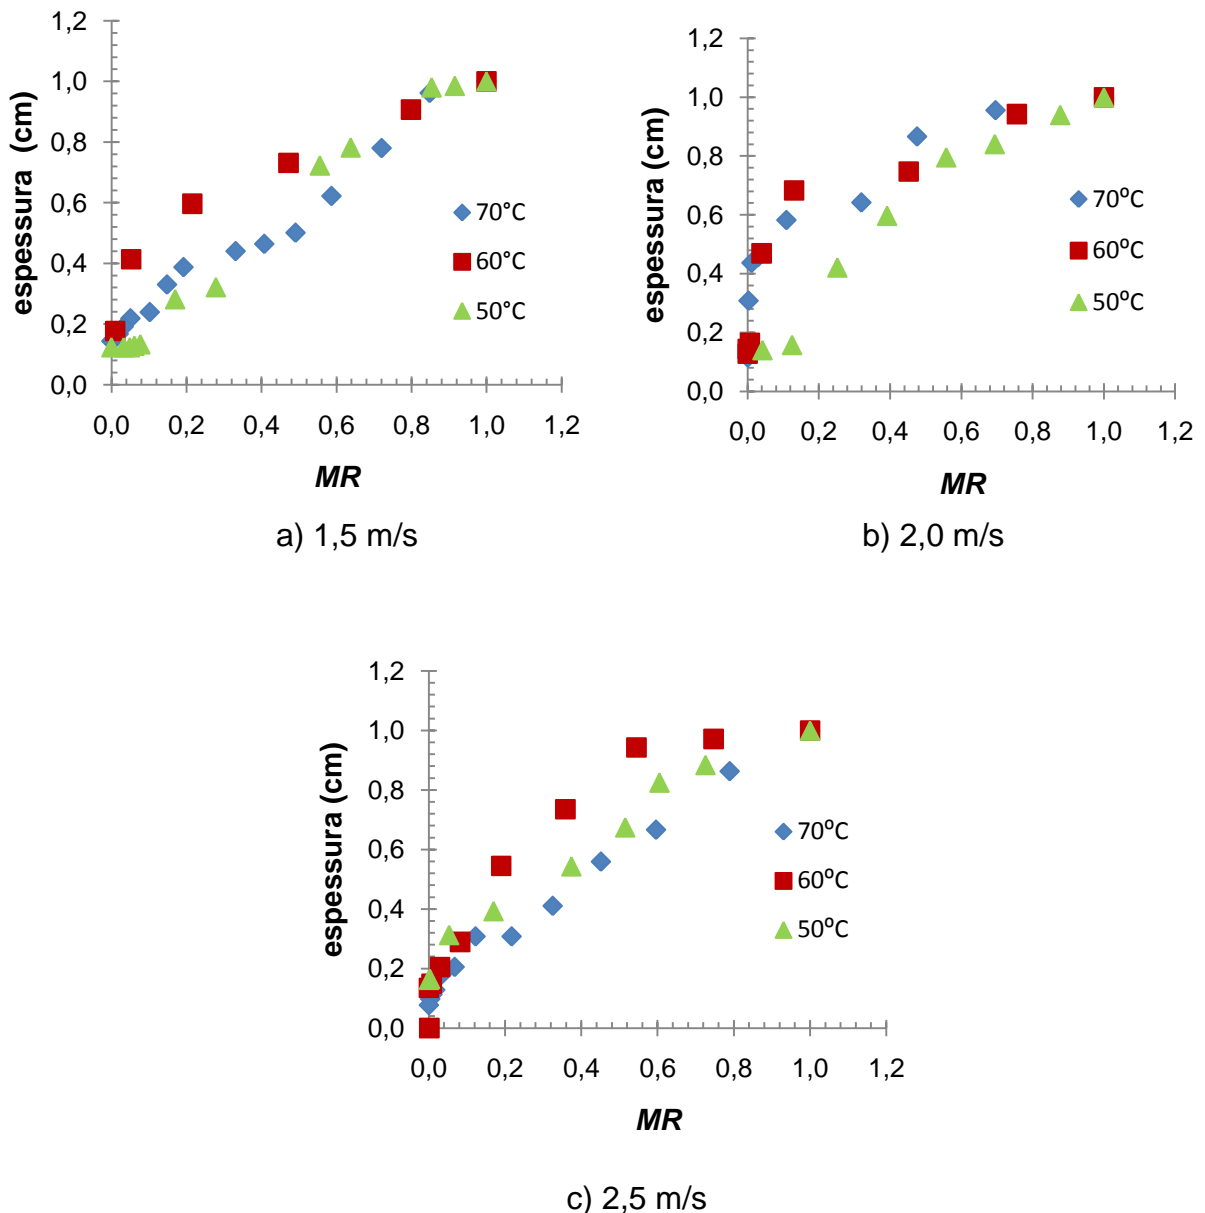 1,2
1,0
0,8
0,6
0,4
0,2
0,0
espessura (cm)
70°C
60°C
50°C
0,0 0,2 0,4 0,6 0,8 1,0 1,2
MR
a) 1,5 m/s
1,2
1,0
0,8
0,6
0,4
0,2
0,0
espessura (cm)
70ºC
60ºC
50ºC
0,0 0,2 0,4 0,6 0,8 1,0 1,2
MR
b) 2,0 m/s
1,2
1,0
0,8
0,6
0,4
0,2
0,0
espessura (cm)
70ºC
60ºC
50ºC
0,0 0,2 0,4 0,6 0,8 1,0 1,2
MR
c) 2,5 m/s